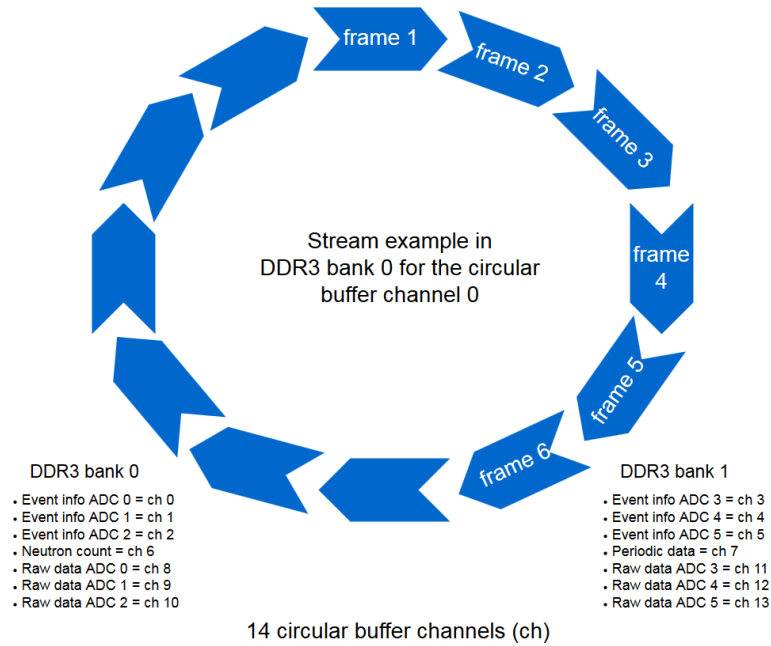 frame 1
frame 2
frame 3
frame
4
frame 5
frame 6
Stream example in
DDR3 bank 0 for the circular
buffer channel 0
DDR3 bank 0
• Event info ADC 0 = ch 0
• Event info ADC 1 = ch 1
• Event info ADC 2 = ch 2
• Neutron count = ch 6
• Raw data ADC 0 = ch 8
• Raw data ADC 1 = ch 9
• Raw data ADC 2 = ch 10
DDR3 bank 1
• Event info ADC 3 = ch 3
• Event info ADC 4 = ch 4
• Event info ADC 5 = ch 5
• Periodic data = ch 7
• Raw data ADC 3 = ch 11
• Raw data ADC 4 = ch 12
• Raw data ADC 5 = ch 13
14 circular buffer channels (ch)